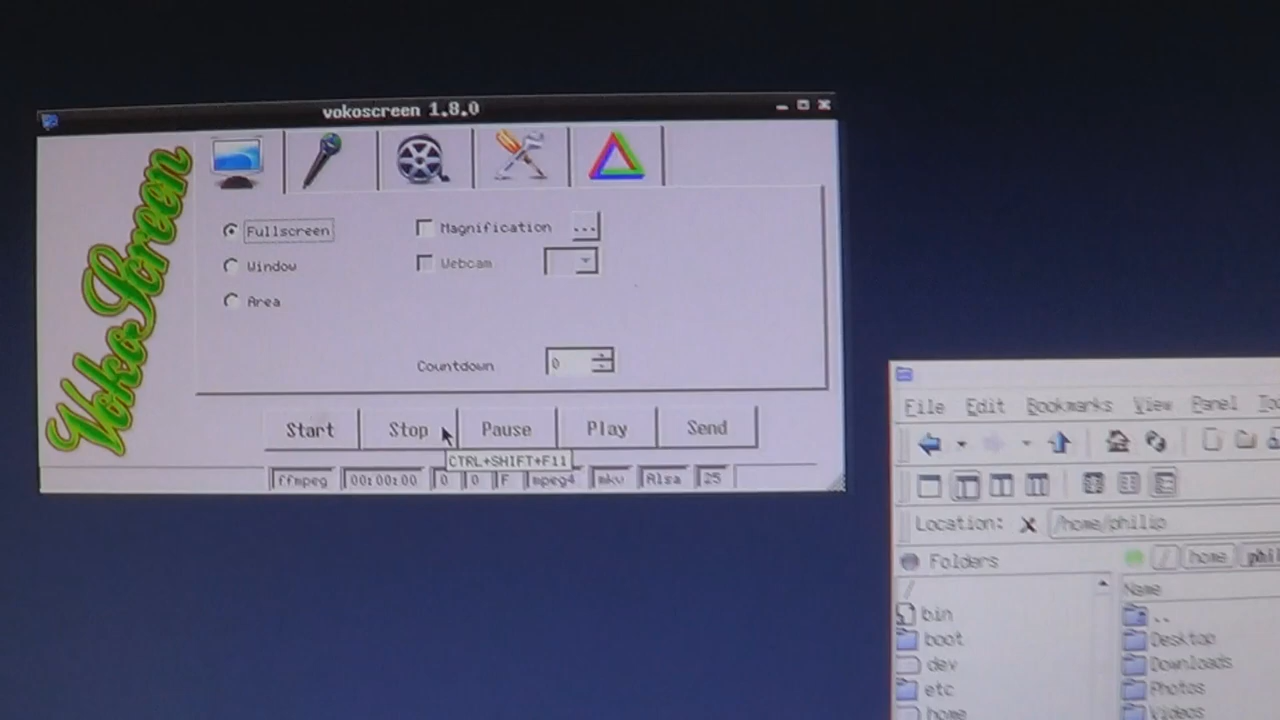 vokoscreen 1.8.0
VokoScreen
Fullscreen
Magnification
...
Window
Webcam
Area
Countdown
0
Start
Stop
Pause
Play
Send
CTRL+SHIFT+F11
ffmpeg
00:00:00
0
0
F
mpeg4
mkv
Alsa
25
File Edit Bookmarks View Panel
Location:
/home/philip
Folders
/ home phil
/
Name
bin
..
boot
Desktop
dev
Downloads
etc
Photos
home
Videos